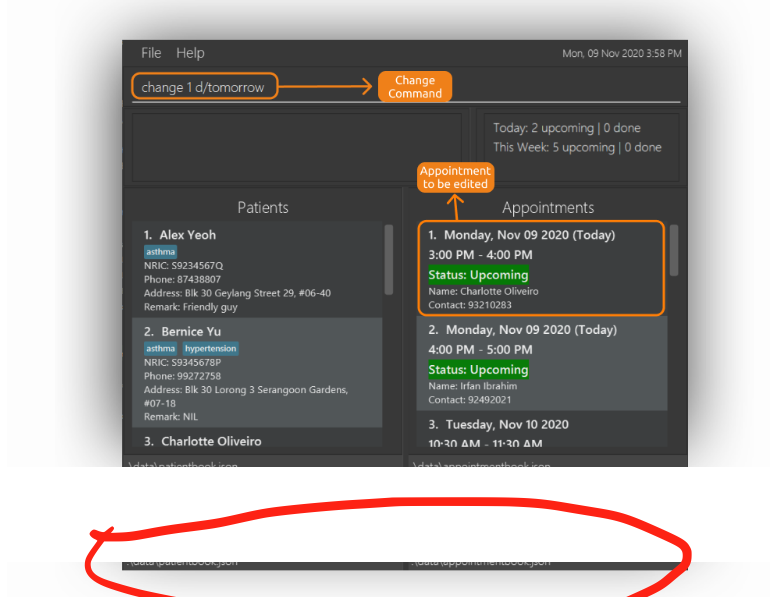 File Help
Mon, 09 Nov 2020 3:58 PM
change 1 d/tomorrow
Change
Command
Today: 2 upcoming | 0 done
This Week: 5 upcoming | 0 done
Appointment
to be edited
Patients
Appointments
1. Alex Yeoh
asthma
NRIC: S9234567Q
Phone: 87438807
Address: Blk 30 Geylang Street 29, #06-40
Remark: Friendly guy
2. Bernice Yu
asthma hypertension
NRIC: S9345678P
Phone: 99272758
Address: Blk 30 Lorong 3 Serangoon Gardens,
#07-18
Remark: NIL
3. Charlotte Oliveiro
1. Monday, Nov 09 2020 (Today)
3:00 PM - 4:00 PM
Status: Upcoming
Name: Charlotte Oliveiro
Contact: 93210283
2. Monday, Nov 09 2020 (Today)
4:00 PM - 5:00 PM
Status: Upcoming
Name: Irfan Ibrahim
Contact: 92492021
3. Tuesday, Nov 10 2020
10:30 AM - 11:30 AM
.\data\patientbook.json
.\data\appointmentbook.json
.\data\patientbook.json
.\data\appointmentbook.json